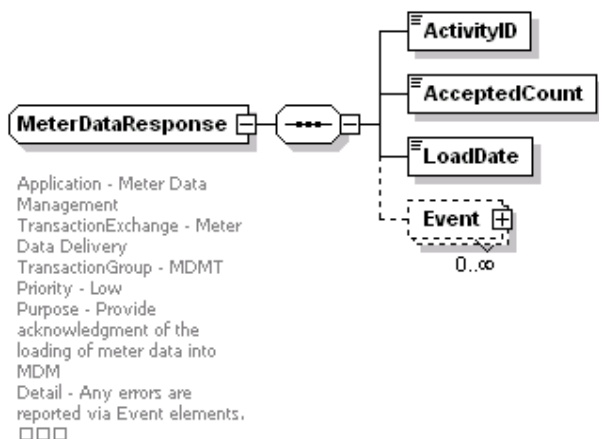 ActivityID
AcceptedCount
MeterDataResponse
LoadDate
Event
0..∞
Application - Meter Data
Management
TransactionExchange - Meter
Data Delivery
TransactionGroup - MDMT
Priority - Low
Purpose - Provide
acknowledgment of the
loading of meter data into
MDM
Detail - Any errors are
reported via Event elements.